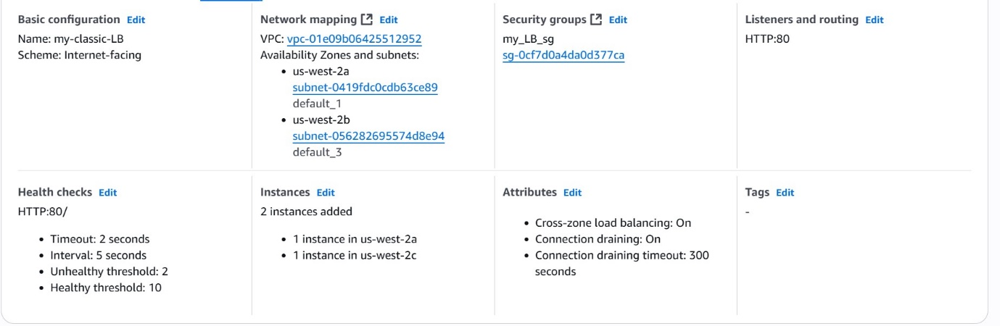 Basic configuration Edit
Name: my-classic-LB
Scheme: Internet-facing
Network mapping Edit
VPC: vpc-01e09b06425512952
Availability Zones and subnets:
• us-west-2a
subnet-0419fdc0cdb63ce89
default_1
• us-west-2b
subnet-056282695574d8e94
default_3
Security groups Edit
my_LB_sg
sg-0cf7d0a4da0d377ca
Listeners and routing Edit
HTTP:80
Health checks Edit
HTTP:80/
• Timeout: 2 seconds
• Interval: 5 seconds
• Unhealthy threshold: 2
• Healthy threshold: 10
Instances Edit
2 instances added
• 1 instance in us-west-2a
• 1 instance in us-west-2c
Attributes Edit
• Cross-zone load balancing: On
• Connection draining: On
• Connection draining timeout: 300
seconds
Tags Edit
-